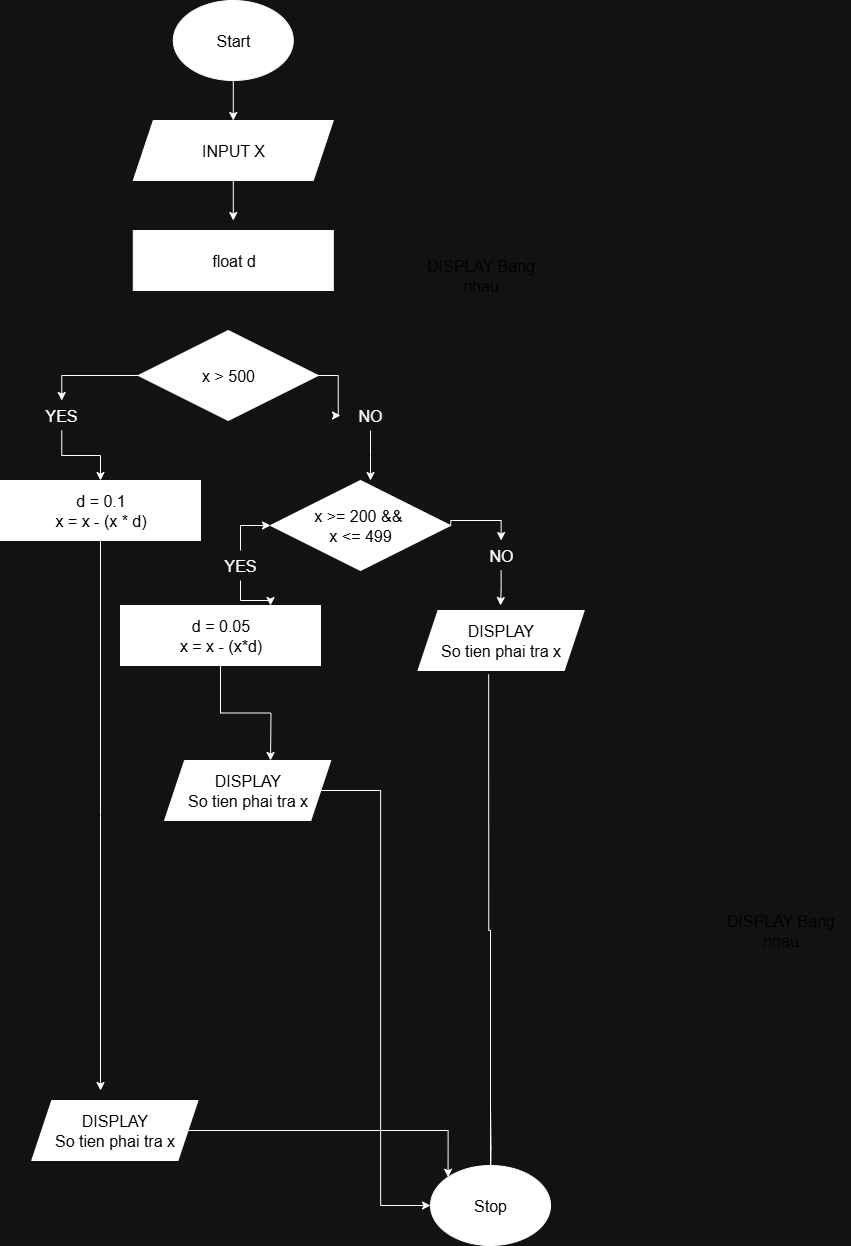 Start
INPUT X
float d
DISPLAY Bang
nhau
x > 500
YES
NO
d = 0.1
x = x - (x * d)
x >= 200 &&
x <= 499
YES
NO
d = 0.05
x = x - (x*d)
DISPLAY
So tien phai tra x
DISPLAY
So tien phai tra x
DISPLAY Bang
nhau
DISPLAY
So tien phai tra x
Stop